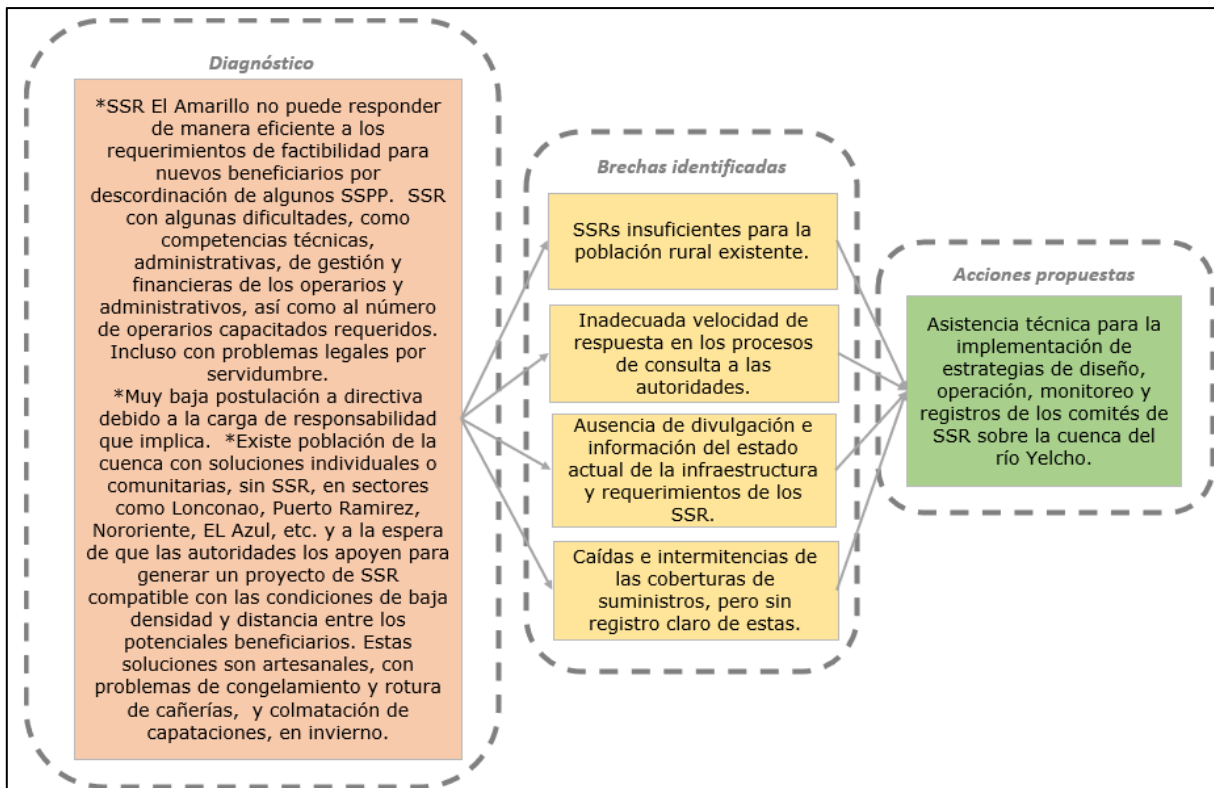 Diagnóstico
*SSR El Amarillo no puede responder
de manera eficiente a los
requerimientos de factibilidad para
nuevos beneficiarios por
descordinación de algunos SSPP. SSR
con algunas dificultades, como
competencias técnicas,
administrativas, de gestión y
financieras de los operarios y
administrativos, así como al número
de operarios capacitados requeridos.
Incluso con problemas legales por
servidumbre.
*Muy baja postulación a directiva
debido a la carga de responsabilidad
que implica. *Existe población de la
cuenca con soluciones individuales o
comunitarias, sin SSR, en sectores
como Lonconao, Puerto Ramirez,
Nororiente, EL Azul, etc. y a la espera
de que las autoridades los apoyen para
generar un proyecto de SSR
compatible con las condiciones de baja
densidad y distancia entre los
potenciales beneficiarios. Estas
soluciones son artesanales, con
problemas de congelamiento y rotura
de cañerías, y colmatación de
capataciones, en invierno.
Brechas identificadas
SSRs insuficientes para la
población rural existente.
Inadecuada velocidad de
respuesta en los procesos
de consulta a las
autoridades.
Ausencia de divulgación e
información del estado
actual de la infraestructura
y requerimientos de los
SSR.
Caídas e intermitencias de
las coberturas de
suministros, pero sin
registro claro de estas.
Acciones propuestas
Asistencia técnica para la
implementación de
estrategias de diseño,
operación, monitoreo y
registros de los comités de
SSR sobre la cuenca del
río Yelcho.